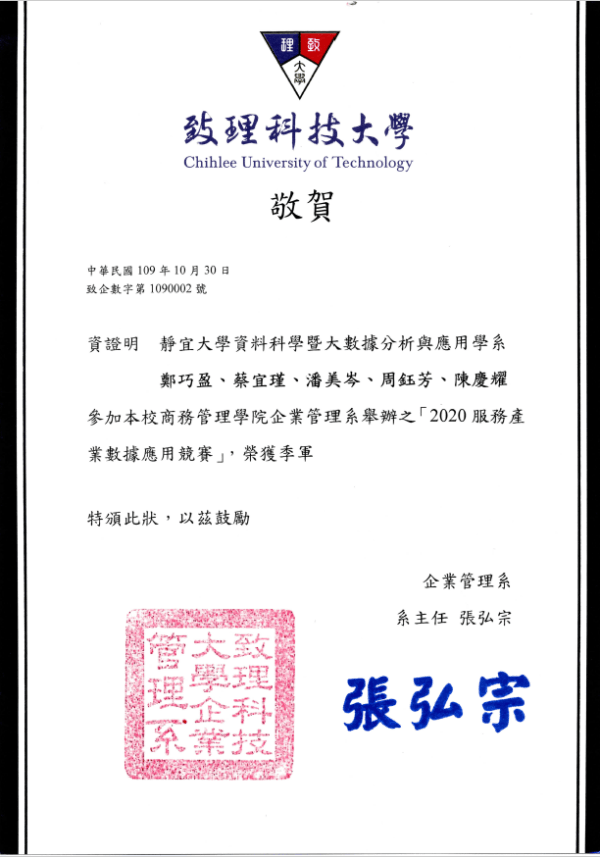 理 致
大
學
致理科技大學
Chihlee University of Technology
敬賀
中華民國 109 年 10 月 30 日
致企數字第 1090002 號
資證明 靜宜大學資料科學暨大數據分析與應用學系
鄭巧盈、蔡宜瑾、潘美岑、周鈺芳、陳慶耀
參加本校商務管理學院企業管理系舉辦之「2020 服務產
業數據應用競賽」，榮獲季軍
特頒此狀，以茲鼓勵
企業管理系
系主任 張弘宗
致理科技
大學企業
管理系
張弘宗